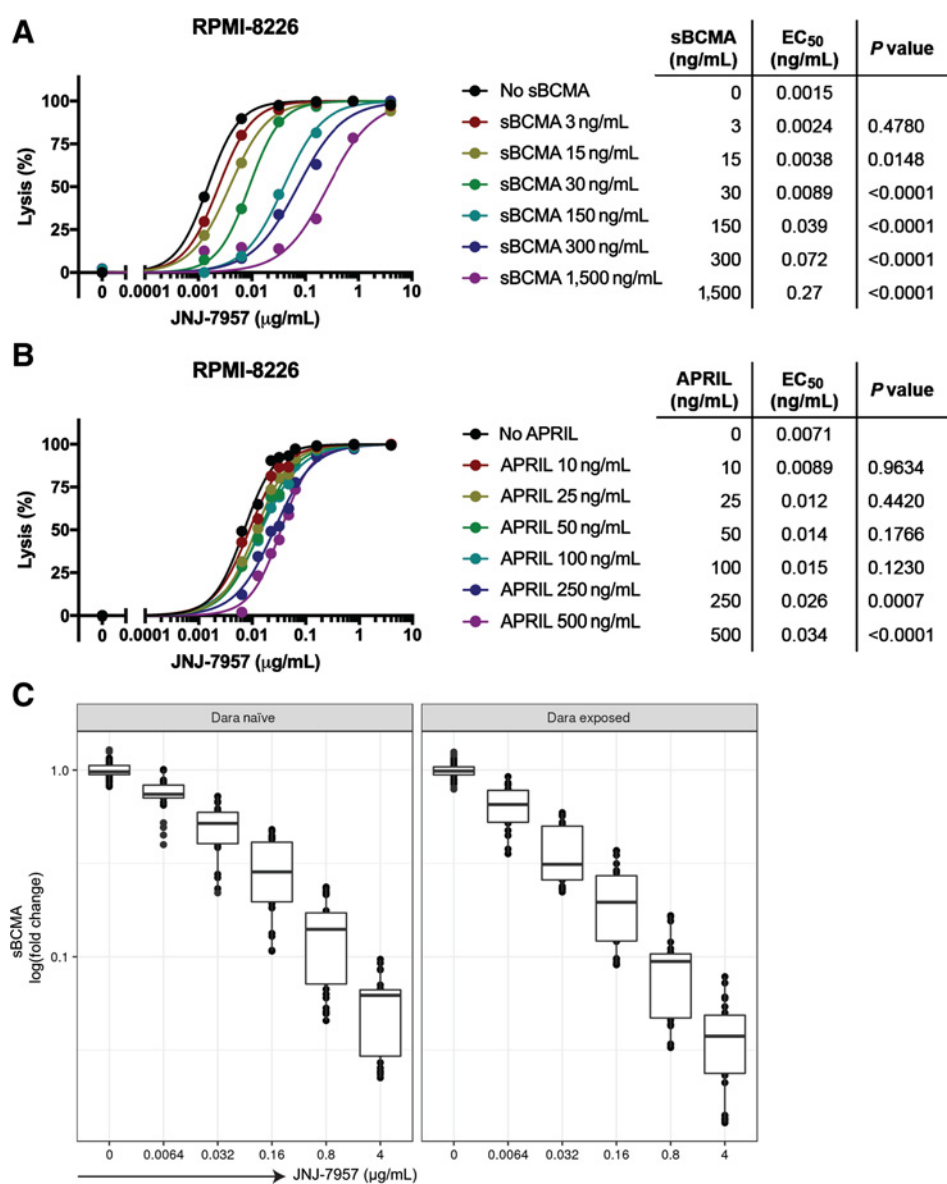 A
RPMI-8226
Lysis (%)
100
75
50
25
0
0 0.0001 0.001 0.01 0.1 1 10
JNJ-7957 (μg/mL)
No sBCMA
sBCMA 3 ng/mL
sBCMA 15 ng/mL
sBCMA 30 ng/mL
sBCMA 150 ng/mL
sBCMA 300 ng/mL
sBCMA 1,500 ng/mL
sBCMA (ng/mL) EC50 (ng/mL) P value
0 0.0015
3 0.0024 0.4780
15 0.0038 0.0148
30 0.0089 <0.0001
150 0.039 <0.0001
300 0.072 <0.0001
1,500 0.27 <0.0001
B
RPMI-8226
Lysis (%)
100
75
50
25
0
0 0.0001 0.001 0.01 0.1 1 10
JNJ-7957 (μg/mL)
No APRIL
APRIL 10 ng/mL
APRIL 25 ng/mL
APRIL 50 ng/mL
APRIL 100 ng/mL
APRIL 250 ng/mL
APRIL 500 ng/mL
APRIL (ng/mL) EC50 (ng/mL) P value
0 0.0071
10 0.0089 0.9634
25 0.012 0.4420
50 0.014 0.1766
100 0.015 0.1230
250 0.026 0.0007
500 0.034 <0.0001
C
Dara naïve Dara exposed
sBCMA
log(fold change)
1.0
0.1
0 0.0064 0.032 0.16 0.8 4 0 0.0064 0.032 0.16 0.8 4
JNJ-7957 (μg/mL)